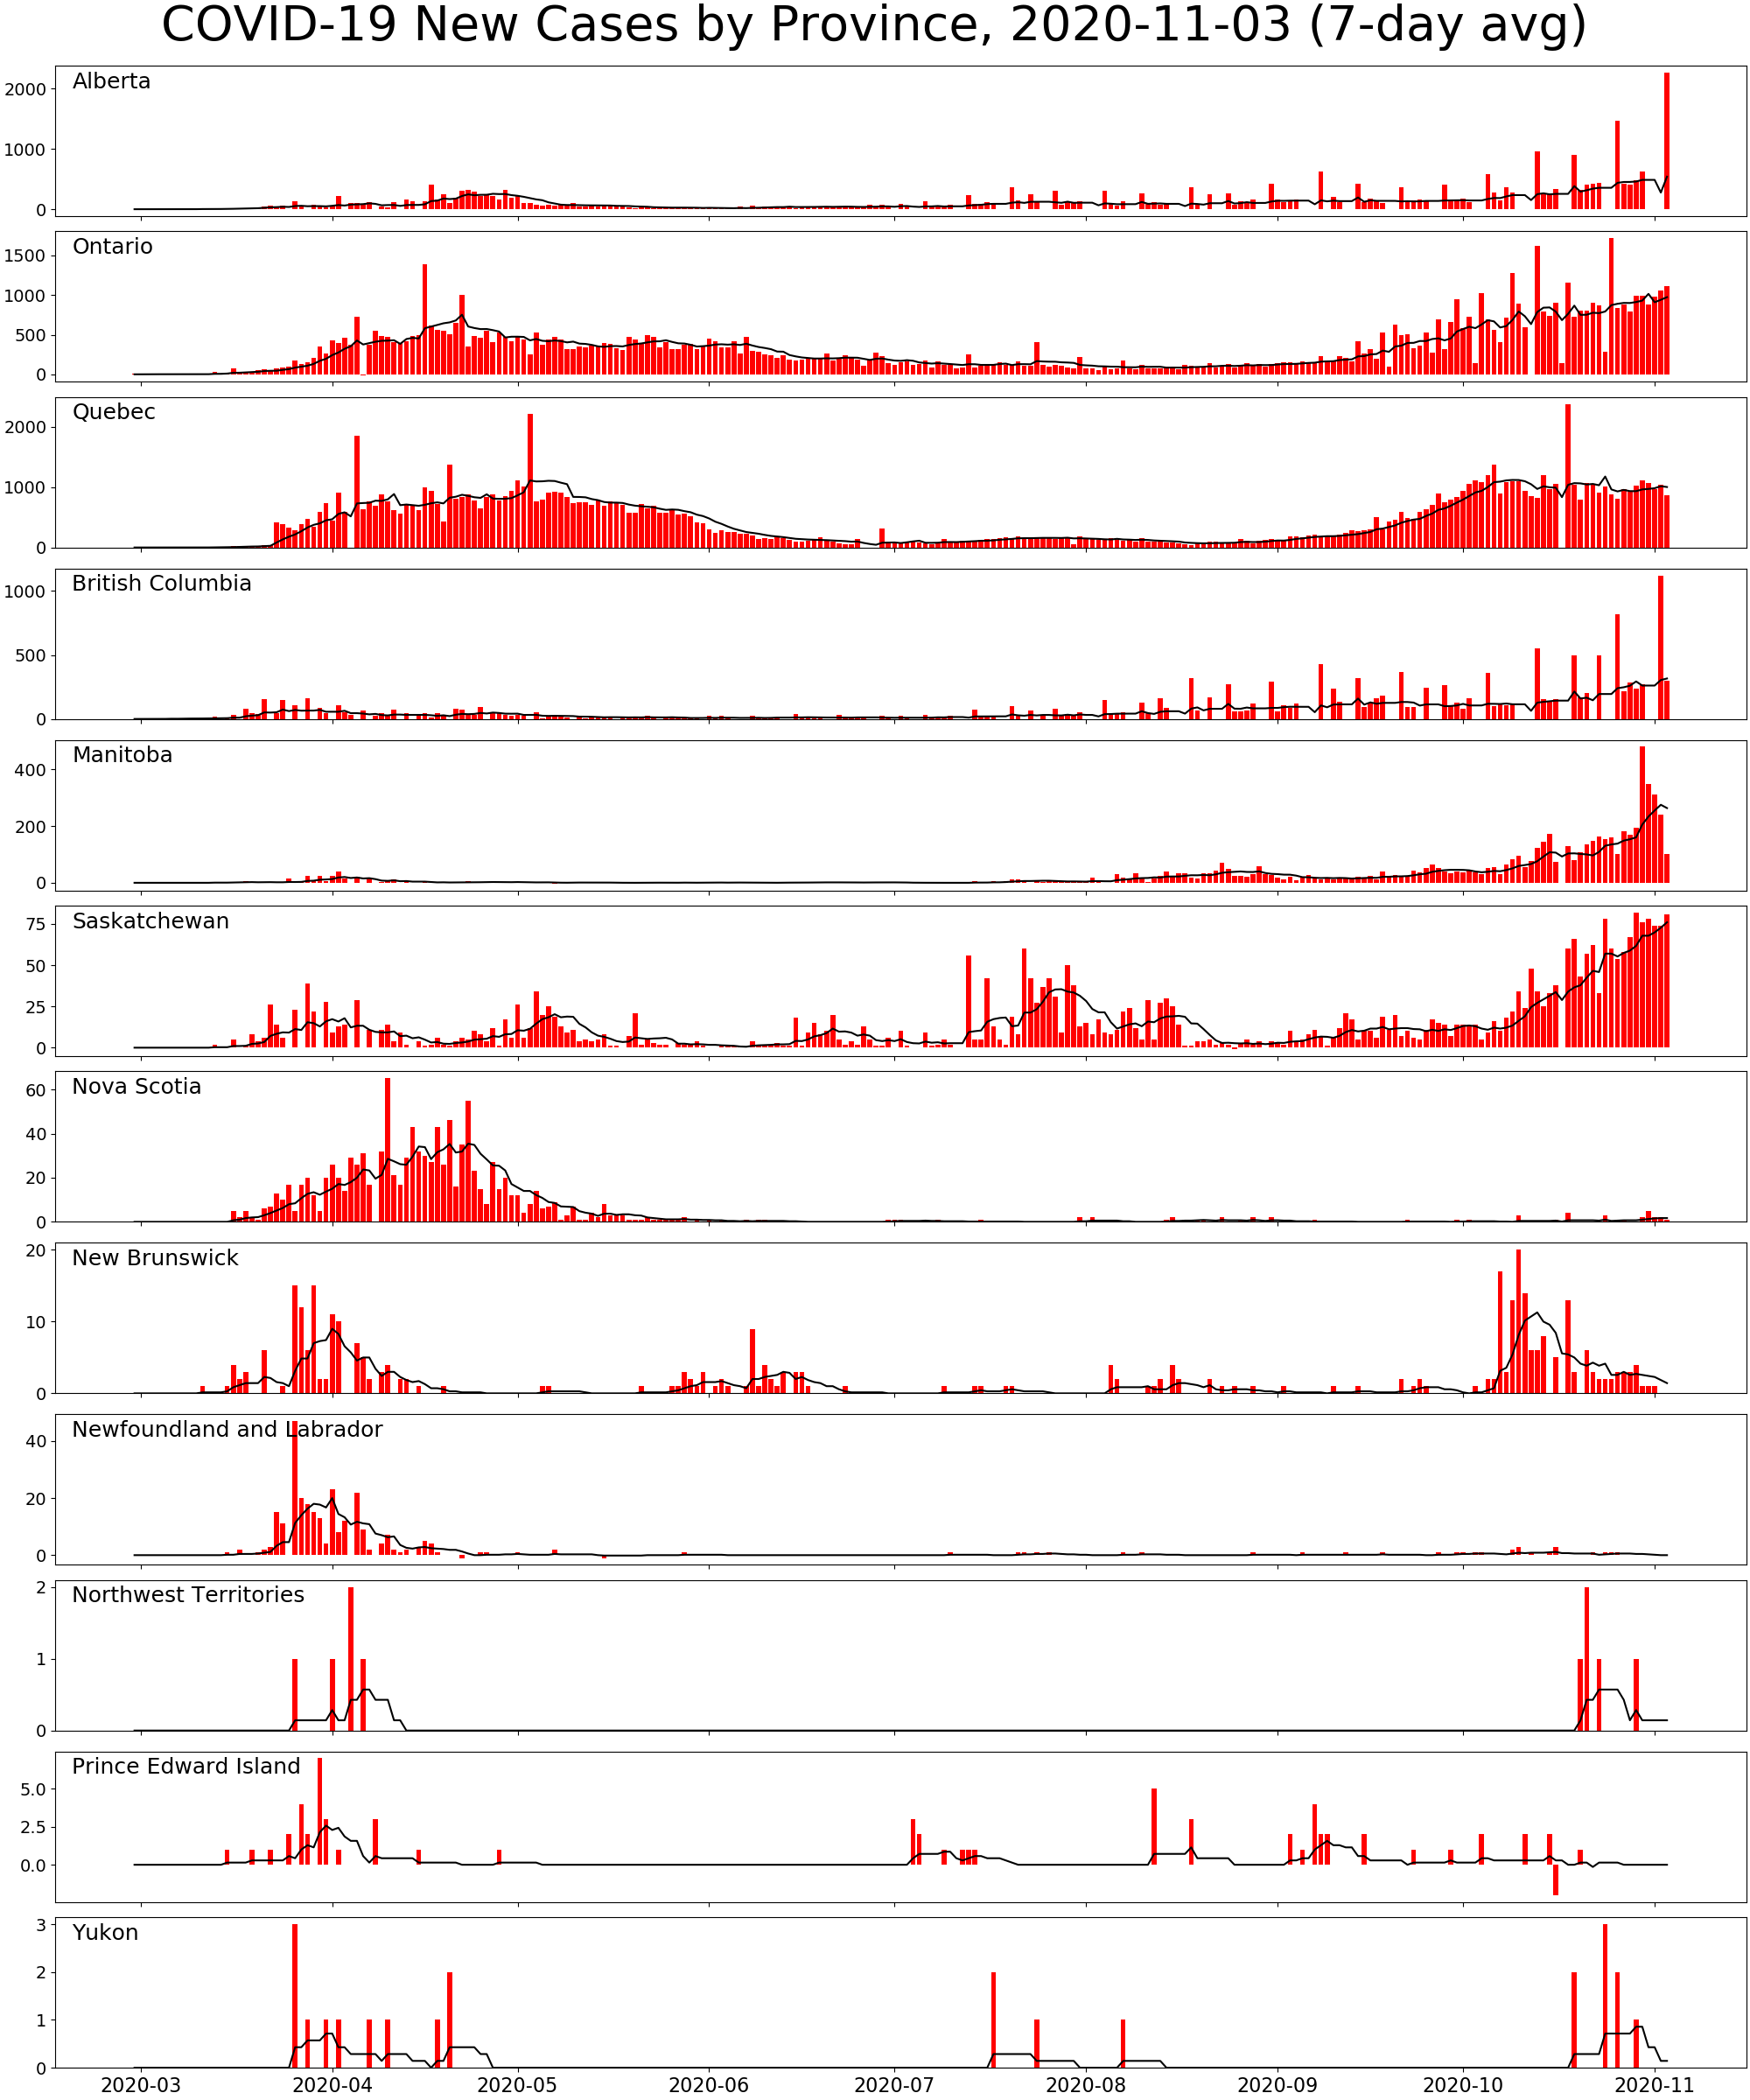 COVID-19 New Cases by Province, 2020-11-03 (7-day avg)
Alberta
2000
1000
0
Ontario
1500
1000
500
0
Quebec
2000
1000
0
British Columbia
1000
500
0
Manitoba
400
200
0
Saskatchewan
75
50
25
0
Nova Scotia
60
40
20
0
New Brunswick
20
10
0
Newfoundland and Labrador
40
20
0
Northwest Territories
2
1
0
Prince Edward Island
5.0
2.5
0.0
Yukon
3
2
1
0
2020-03 2020-04 2020-05 2020-06 2020-07 2020-08 2020-09 2020-10 2020-11